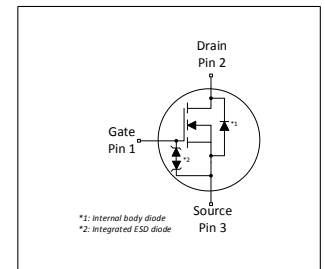 Drain
Pin 2
*1
Gate
Pin 1
*2
Source
Pin 3
*1: Internal body diode
*2: Integrated ESD diode